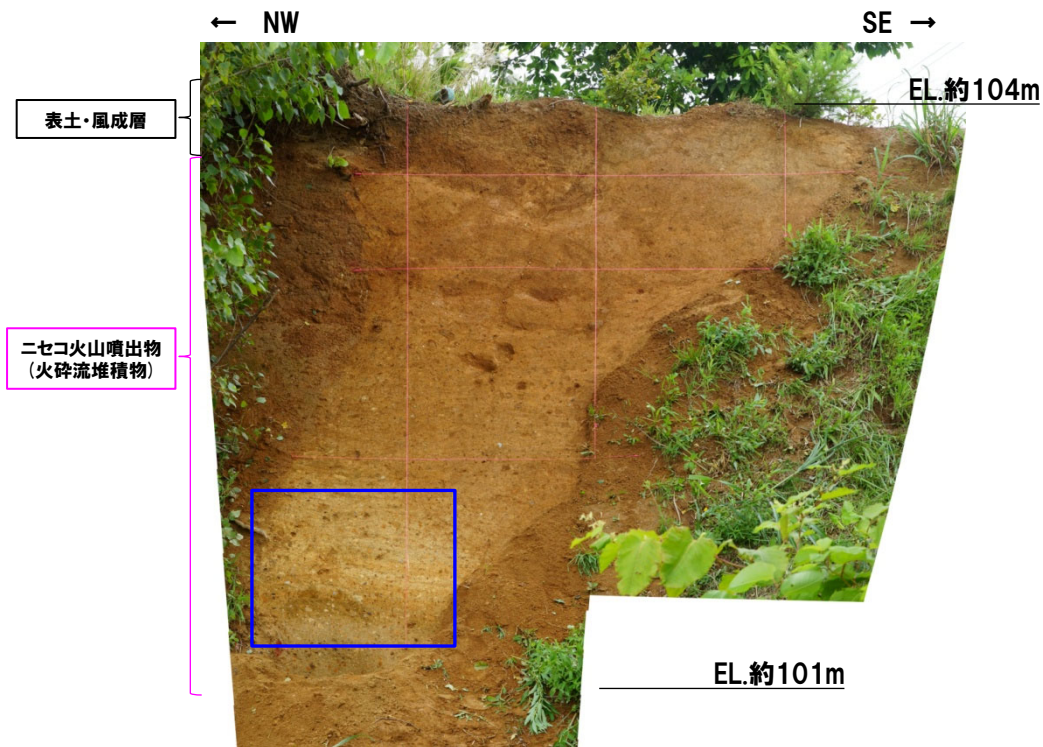 ← NW
SE →
EL.約104m
表土・風成層
ニセコ火山噴出物
(火砕流堆積物)
EL.約101m